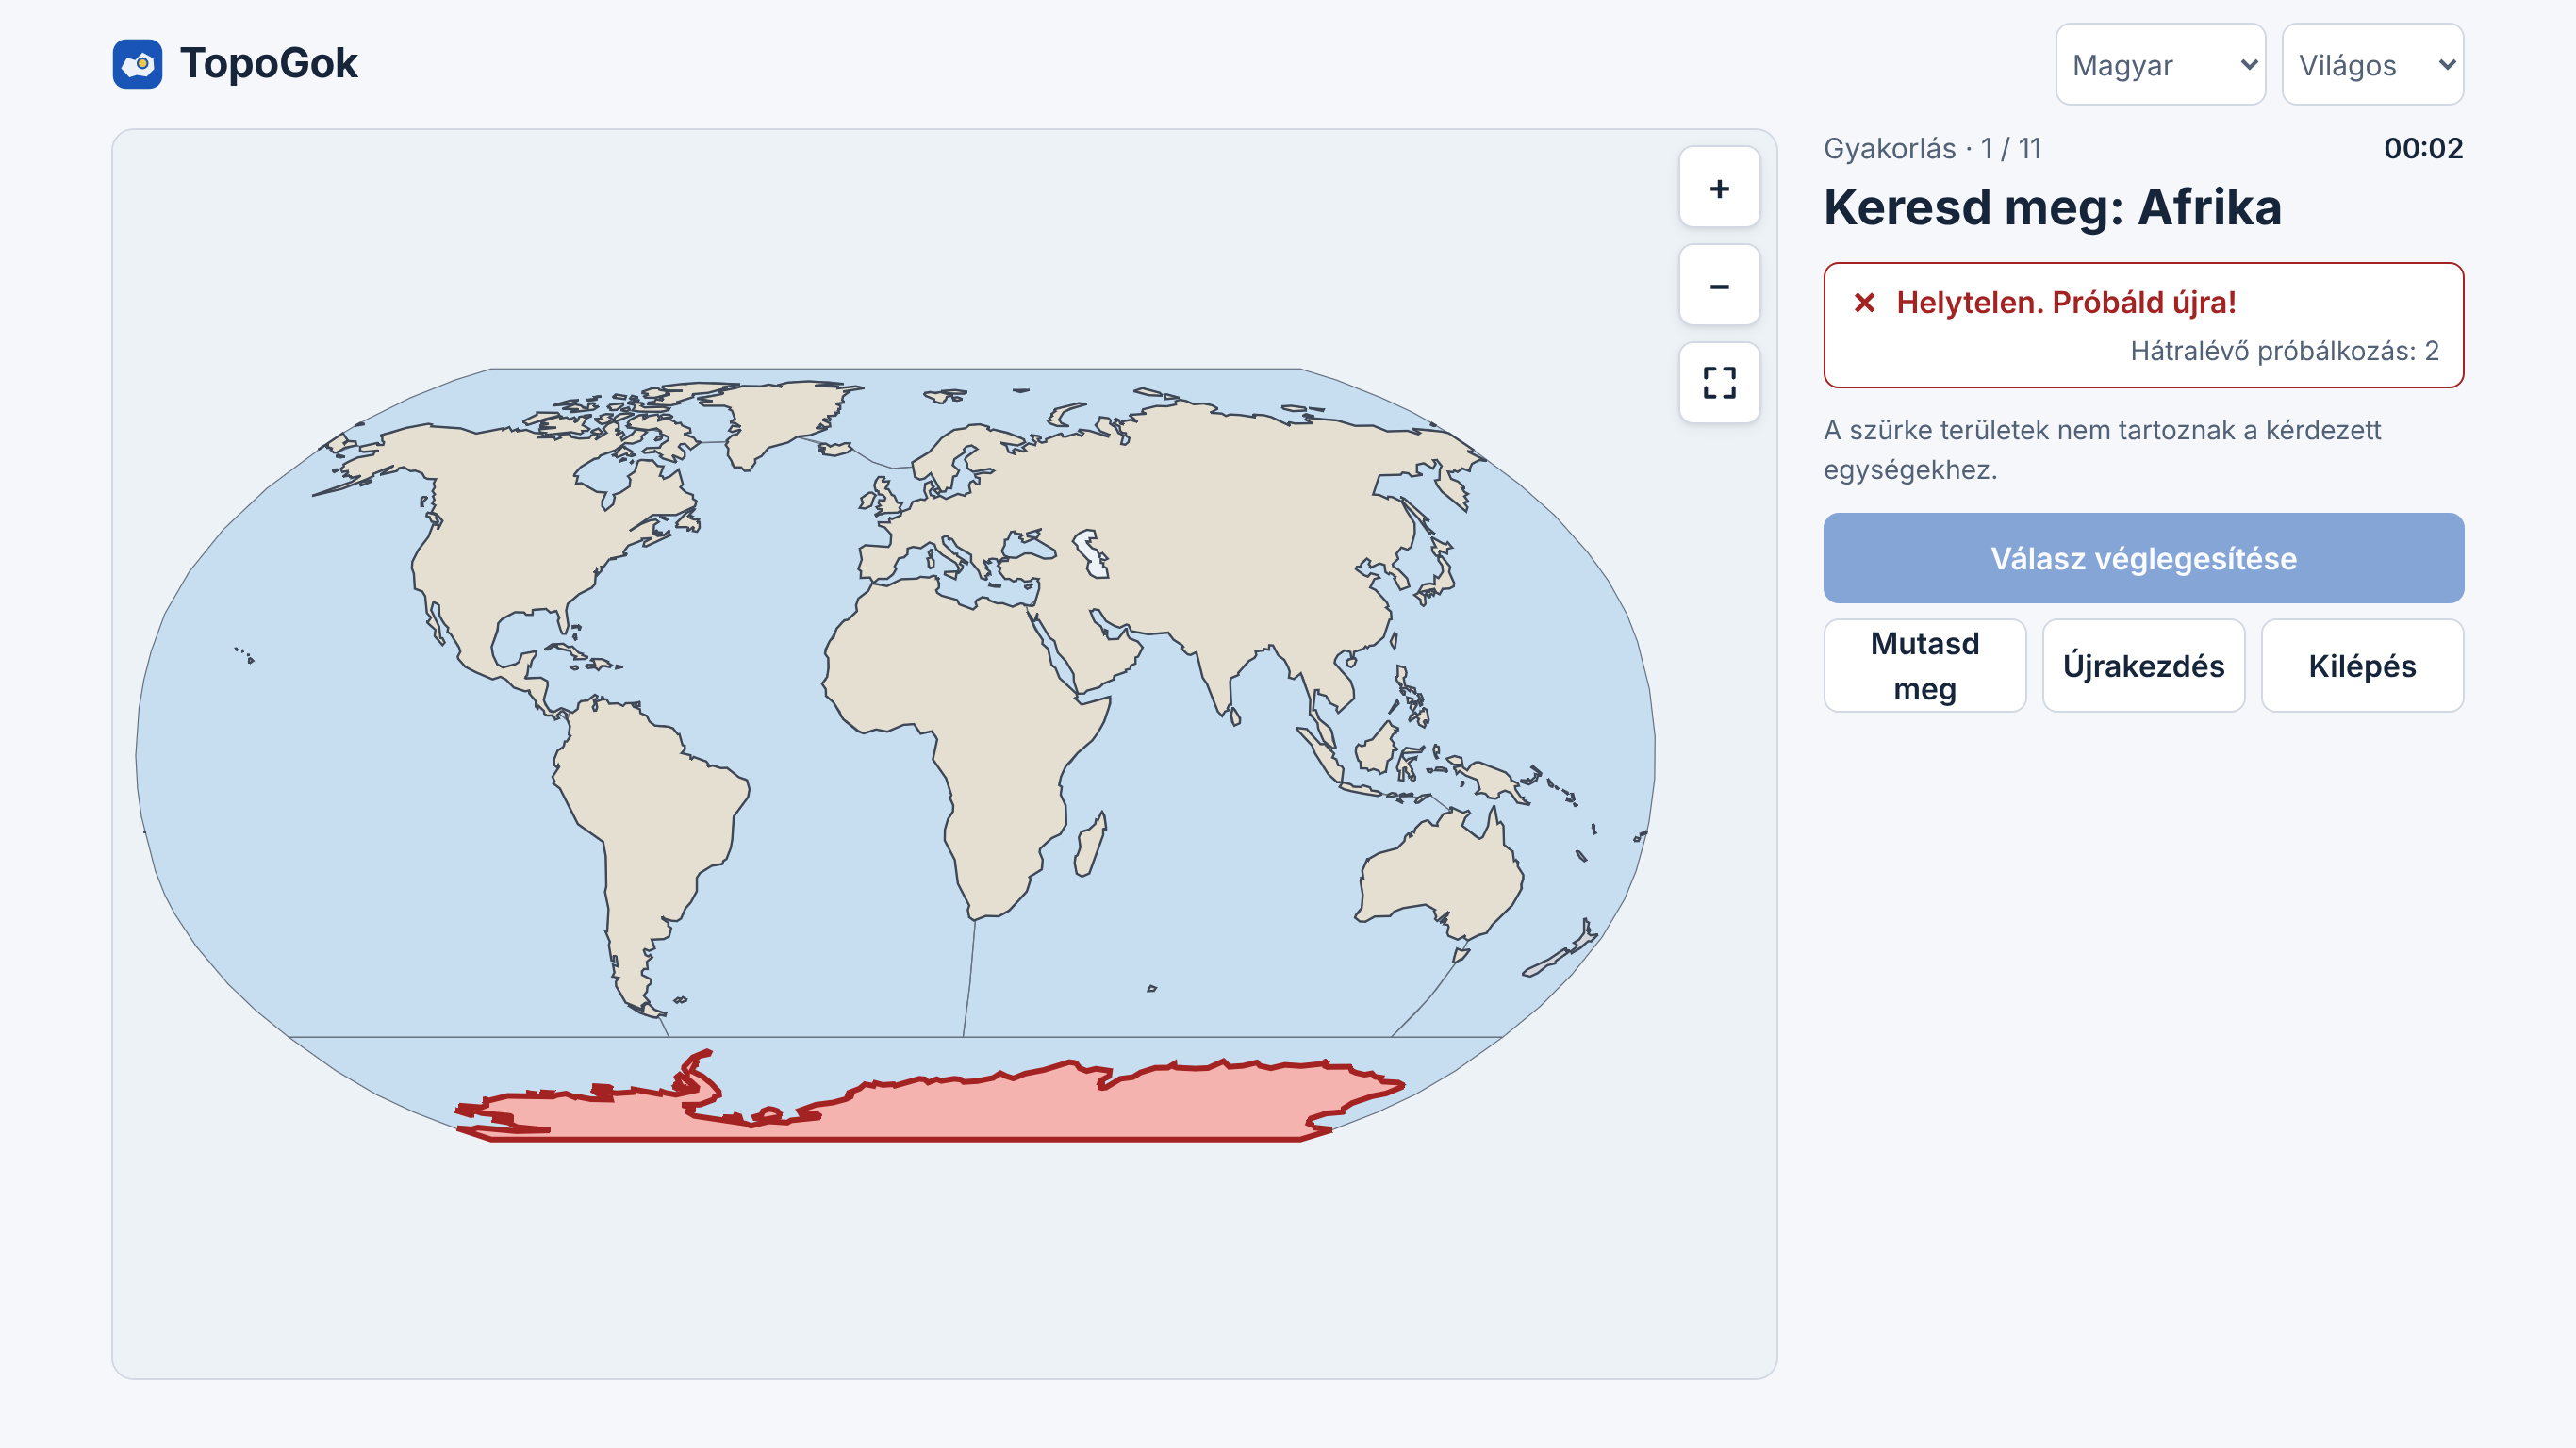 TopoGok
Magyar
Világos
Gyakorlás · 1 / 11
00:02
Keresd meg: Afrika
+
−
✕ Helytelen. Próbáld újra!
Hátralévő próbálkozás: 2
A szürke területek nem tartoznak a kérdezett
egységekhez.
Válasz véglegesítése
Mutasd
meg
Újrakezdés
Kilépés